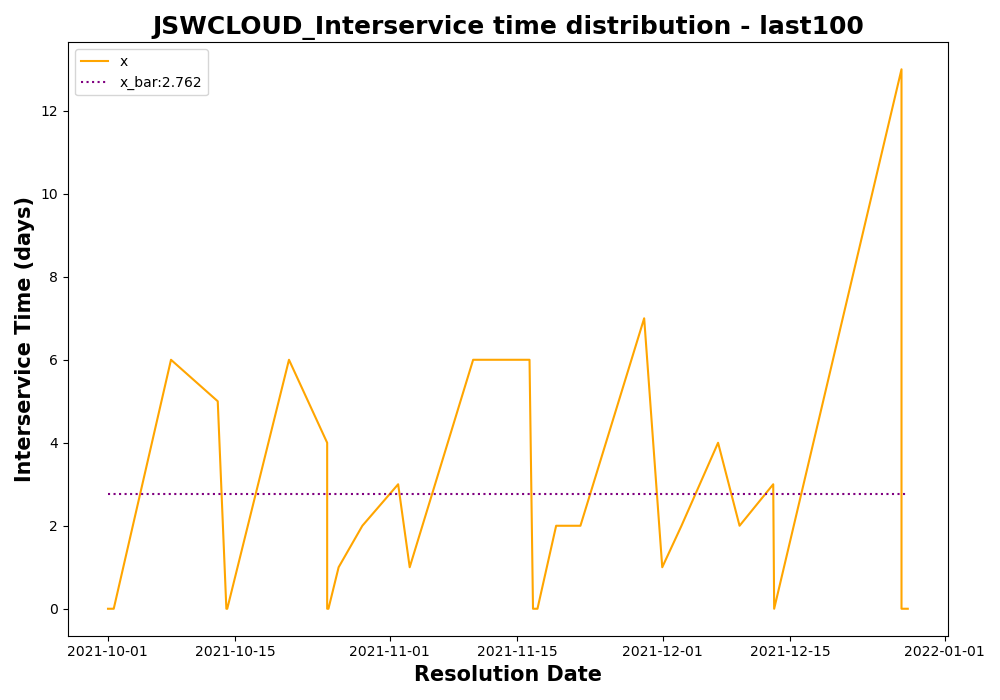 JSWCLOUD_Interservice time distribution - last100
x
x_bar:2.762
Interservice Time (days)
12
10
8
6
4
2
0
2021-10-01 2021-10-15 2021-11-01 2021-11-15 2021-12-01 2021-12-15 2022-01-01
Resolution Date